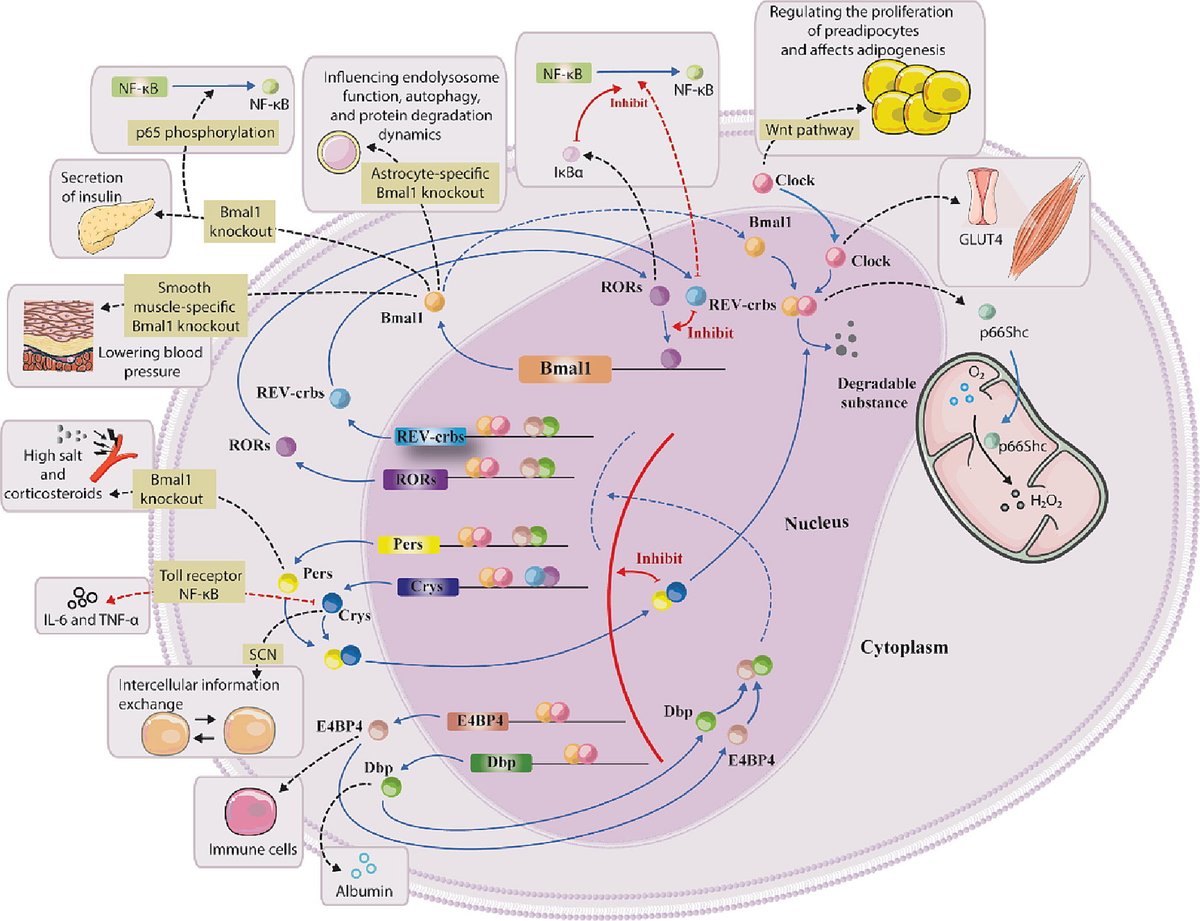 Regulating the proliferation
of preadipocytes
and affects adipogenesis
Wnt pathway
NF-κB
NF-κB
p65 phosphorylation
Influencing endolysosome
function, autophagy,
and protein degradation
dynamics
Astrocyte-specific
Bmal1 knockout
NF-κB
NF-κB
Inhibit
IκBα
Secretion
of insulin
Bmal1
knockout
Clock
GLUT4
Bmal1
Clock
Smooth
muscle-specific
Bmal1 knockout
Lowering blood
pressure
Bmal1
RORs
REV-crbs
Inhibit
Bmal1
p66Shc
Degradable
substance
O₂
p66Shc
H₂O₂
REV-crbs
REV-crbs
RORs
RORs
High salt
and
corticosteroids
Bmal1
knockout
Nucleus
Pers
Pers
Crys
Crys
Inhibit
Toll receptor
NF-κB
IL-6 and TNF-α
SCN
Cytoplasm
Intercellular information
exchange
E4BP4
E4BP4
Dbp
E4BP4
Dbp
Dbp
Immune cells
Albumin